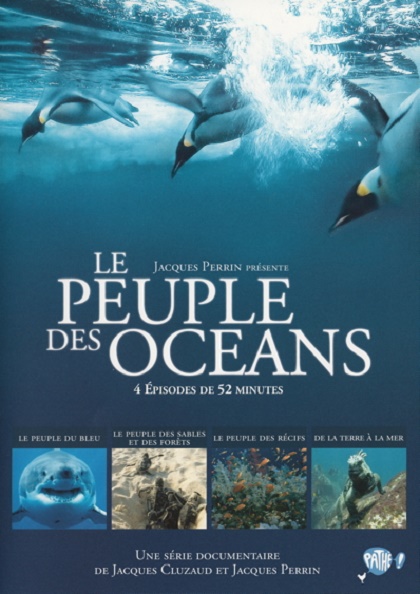 JACQUES PERRIN PRÉSENTE
LE
PEUPLE
DES OCEANS
4 ÉPISODES DE 52 MINUTES
LE PEUPLE DU BLEU
LE PEUPLE DES SABLES
ET DES FORÊTS
LE PEUPLE DES RÉCIFS
DE LA TERRE À LA MER
UNE SÉRIE DOCUMENTAIRE
DE JACQUES CLUZAUD ET JACQUES PERRIN
PATHE!